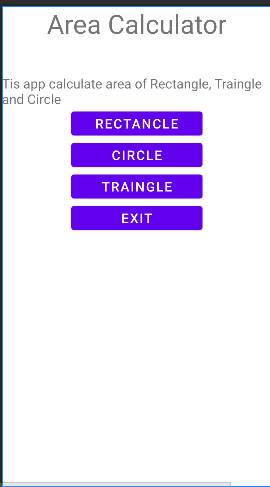 Area Calculator
Tis app calculate area of Rectangle, Traingle
and Circle
RECTANCLE
CIRCLE
TRAINGLE
EXIT